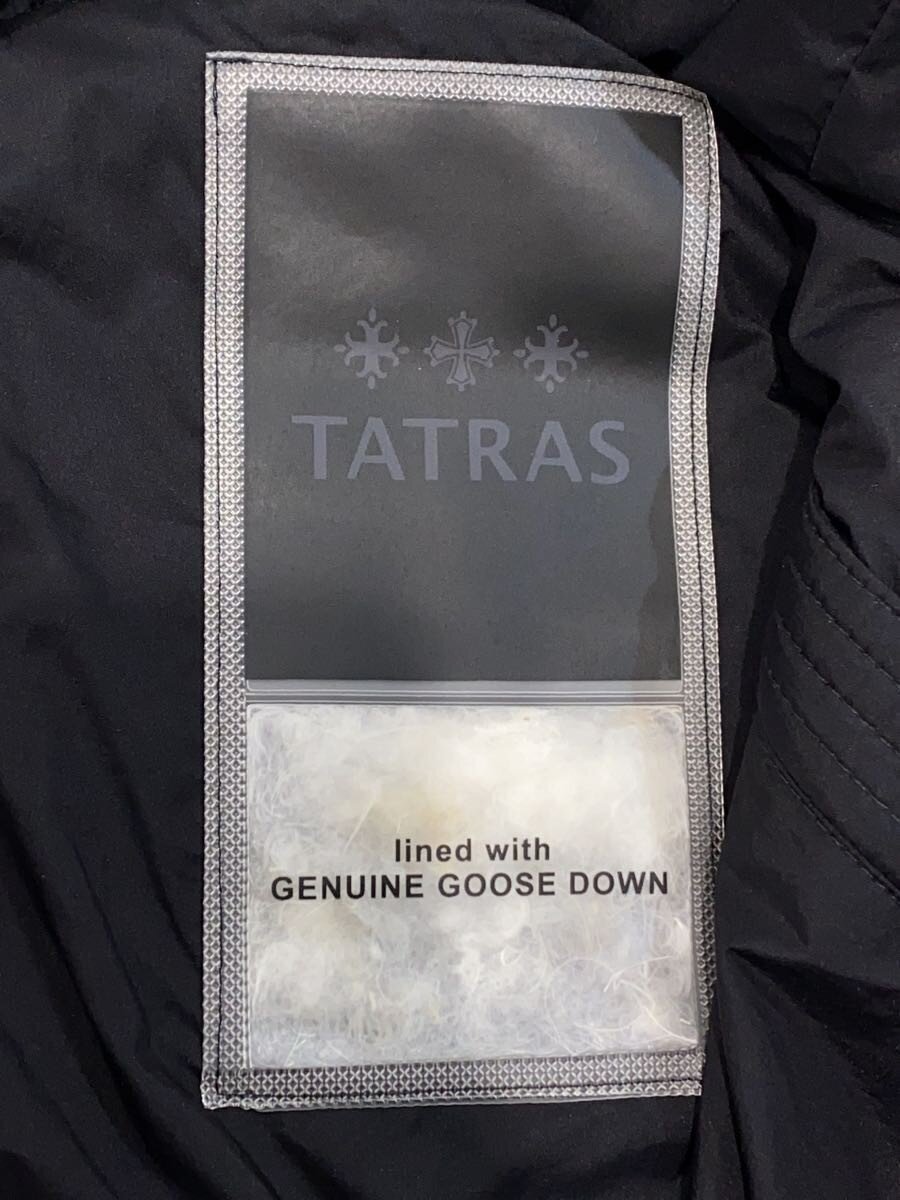 TATRAS
lined with
GENUINE GOOSE DOWN